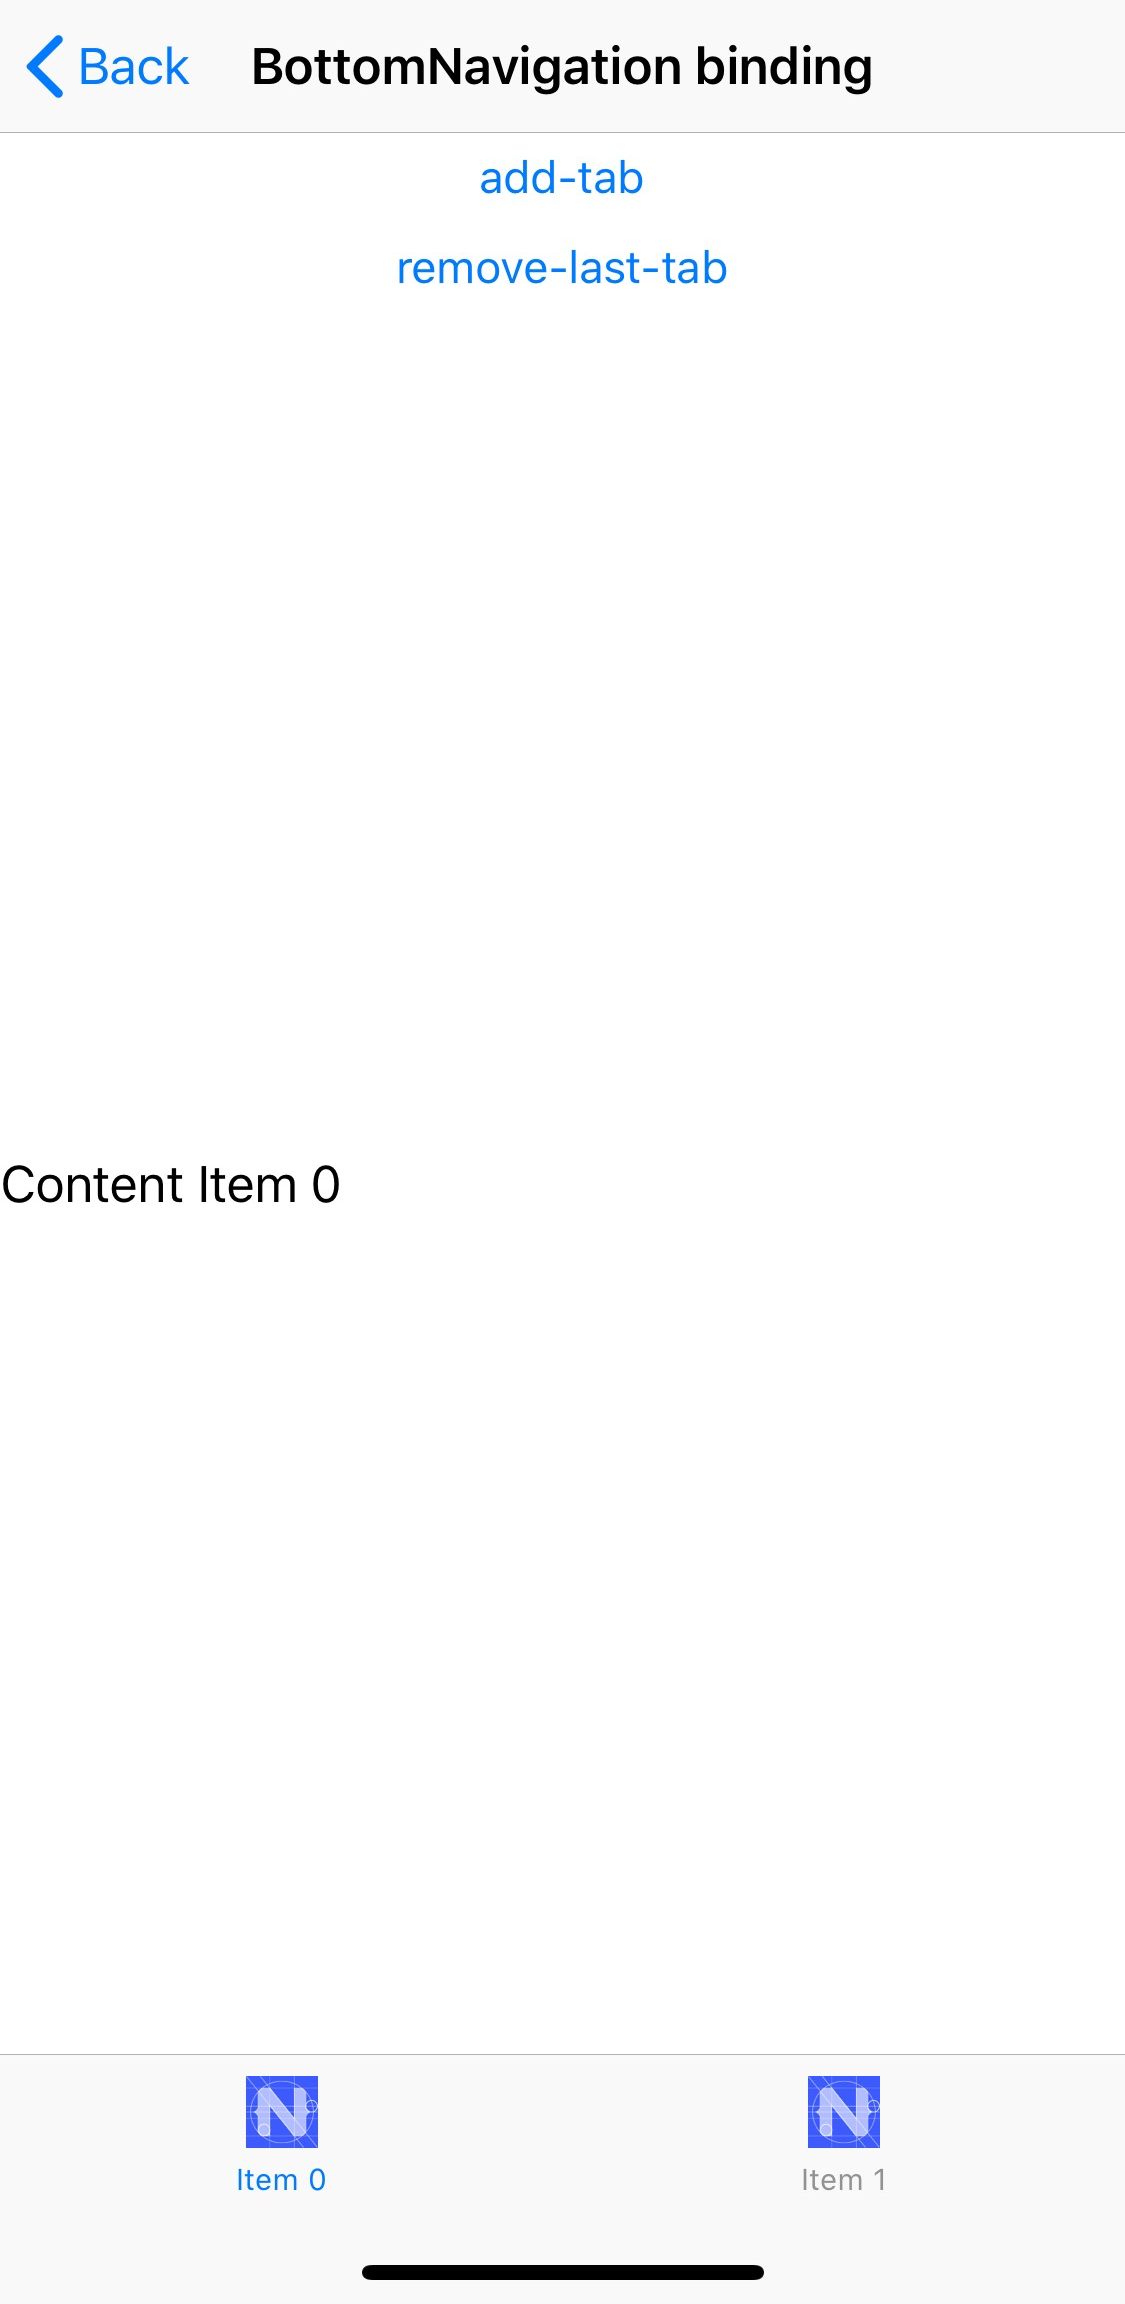 Back BottomNavigation binding
add-tab
remove-last-tab
Content Item 0
Item 0 Item 1